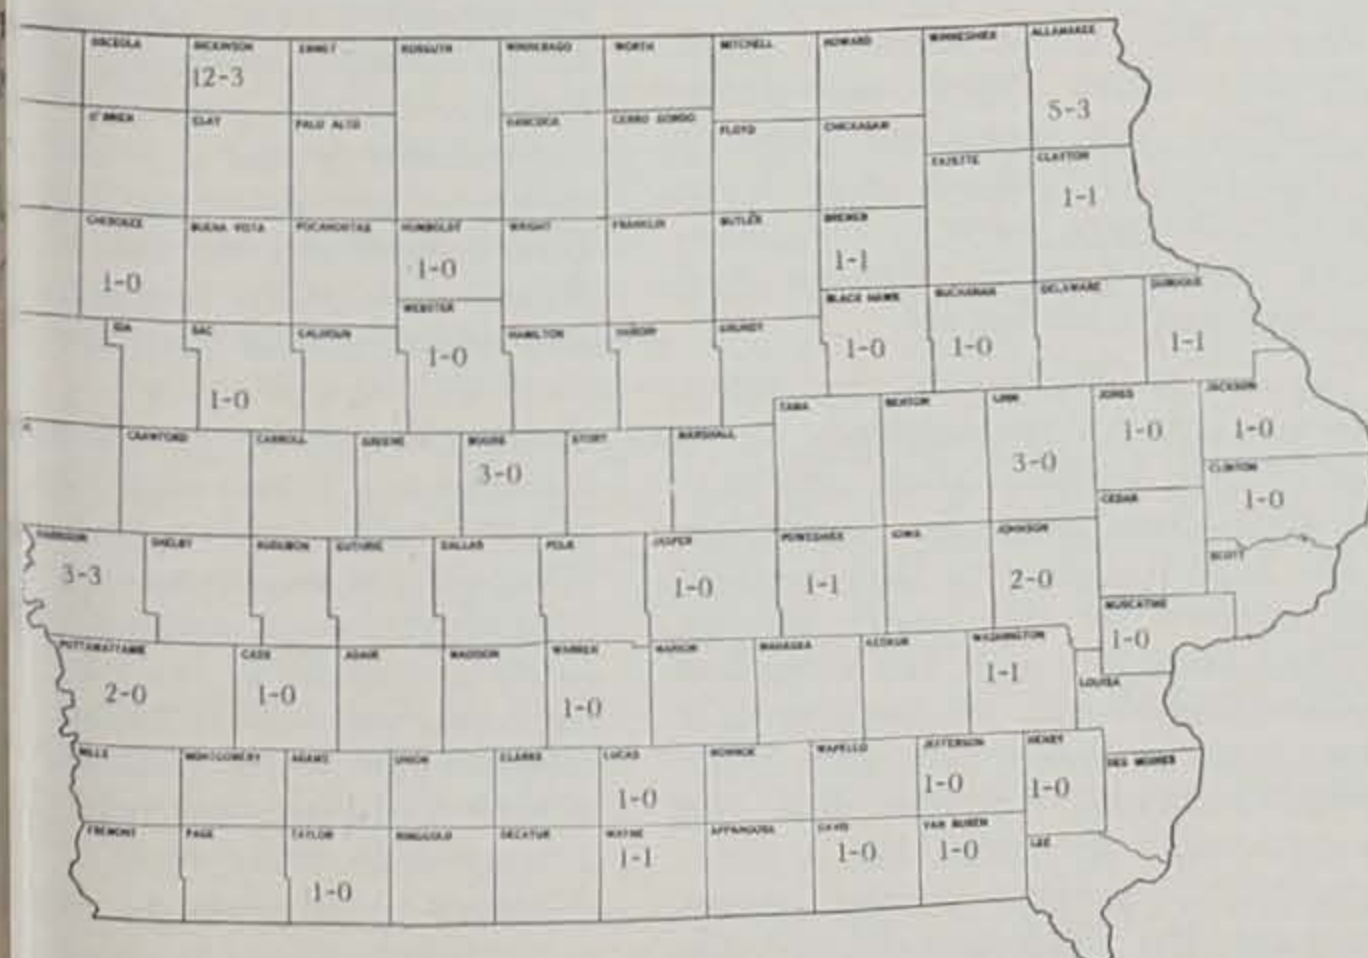 OSCEOLA DICKINSON EMMET KOSSUTH WINNEBAGO WORTH MITCHELL HOWARD WINNESHIEK ALLAMAKEE
12-3 5-3
O'BRIEN CLAY PALO ALTO HANCOCK CERRO GORDO FLOYD CHICKASAW FAYETTE CLAYTON
1-1
CHEROKEE BUENA VISTA POCAHONTAS HUMBOLDT WRIGHT FRANKLIN BUTLER BREMER
1-0 1-0 1-1
WEBSTER BLACK HAWK BUCHANAN DELAWARE DUBUQUE
IDA SAC CALHOUN HAMILTON HARDIN GRUNDY
1-0 1-0 1-0 1-0 1-1
TAMA BENTON LINN JONES JACKSON
3-0 1-0 1-0
CRAWFORD CARROLL GREENE BOONE STORY MARSHALL
3-0
CEDAR CLINTON
1-0
HARRISON SHELBY AUDUBON GUTHRIE DALLAS POLK JASPER POWESHIEK IOWA JOHNSON SCOTT
3-3 1-0 1-1 2-0
MUSCATINE
1-0
POTTAWATTAMIE CASS ADAIR MADISON WARREN MARION MAHASKA KEOKUK WASHINGTON LOUISA
2-0 1-0 1-0 1-1
MILLS MONTGOMERY ADAMS UNION CLARKE LUCAS MONROE WAPELLO JEFFERSON HENRY DES MOINES
1-0 1-0 1-0
FREMONT PAGE TAYLOR RINGGOLD DECATUR WAYNE APPANOOSE DAVIS VAN BUREN LEE
1-0 1-1 1-0 1-0